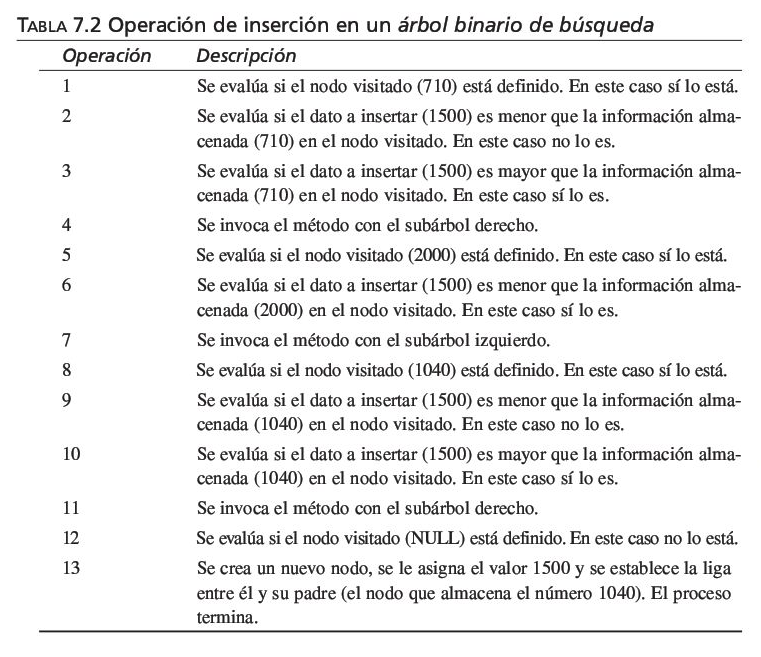 TABLA 7.2 Operación de inserción en un árbol binario de búsqueda
Operación Descripción
1 Se evalúa si el nodo visitado (710) está definido. En este caso sí lo está.
2 Se evalúa si el dato a insertar (1500) es menor que la información alma-
cenada (710) en el nodo visitado. En este caso no lo es.
3 Se evalúa si el dato a insertar (1500) es mayor que la información alma-
cenada (710) en el nodo visitado. En este caso sí lo es.
4 Se invoca el método con el subárbol derecho.
5 Se evalúa si el nodo visitado (2000) está definido. En este caso sí lo está.
6 Se evalúa si el dato a insertar (1500) es menor que la información alma-
cenada (2000) en el nodo visitado. En este caso sí lo es.
7 Se invoca el método con el subárbol izquierdo.
8 Se evalúa si el nodo visitado (1040) está definido. En este caso sí lo está.
9 Se evalúa si el dato a insertar (1500) es menor que la información alma-
cenada (1040) en el nodo visitado. En este caso no lo es.
10 Se evalúa si el dato a insertar (1500) es mayor que la información alma-
cenada (1040) en el nodo visitado. En este caso sí lo es.
11 Se invoca el método con el subárbol derecho.
12 Se evalúa si el nodo visitado (NULL) está definido. En este caso no lo está.
13 Se crea un nuevo nodo, se le asigna el valor 1500 y se establece la liga
entre él y su padre (el nodo que almacena el número 1040). El proceso
termina.